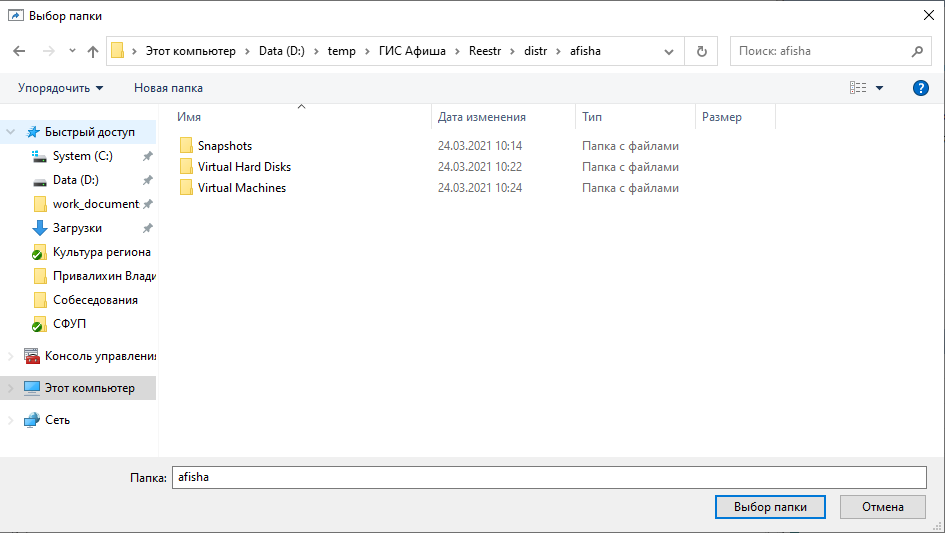 Выбор папки
Этот компьютер Data (D:) temp ГИС Афиша Reestr distr afisha Поиск: afisha
Упорядочить Новая папка ?
Имя Дата изменения Тип Размер
Быстрый доступ
System (C:)
Data (D:)
work_document
Загрузки
Культура региона
Привалихин Влади
Собеседования
СФУП
Консоль управления
Этот компьютер
Сеть
Snapshots 24.03.2021 10:14 Папка с файлами
Virtual Hard Disks 24.03.2021 10:22 Папка с файлами
Virtual Machines 24.03.2021 10:24 Папка с файлами
Папка: afisha
Выбор папки Отмена